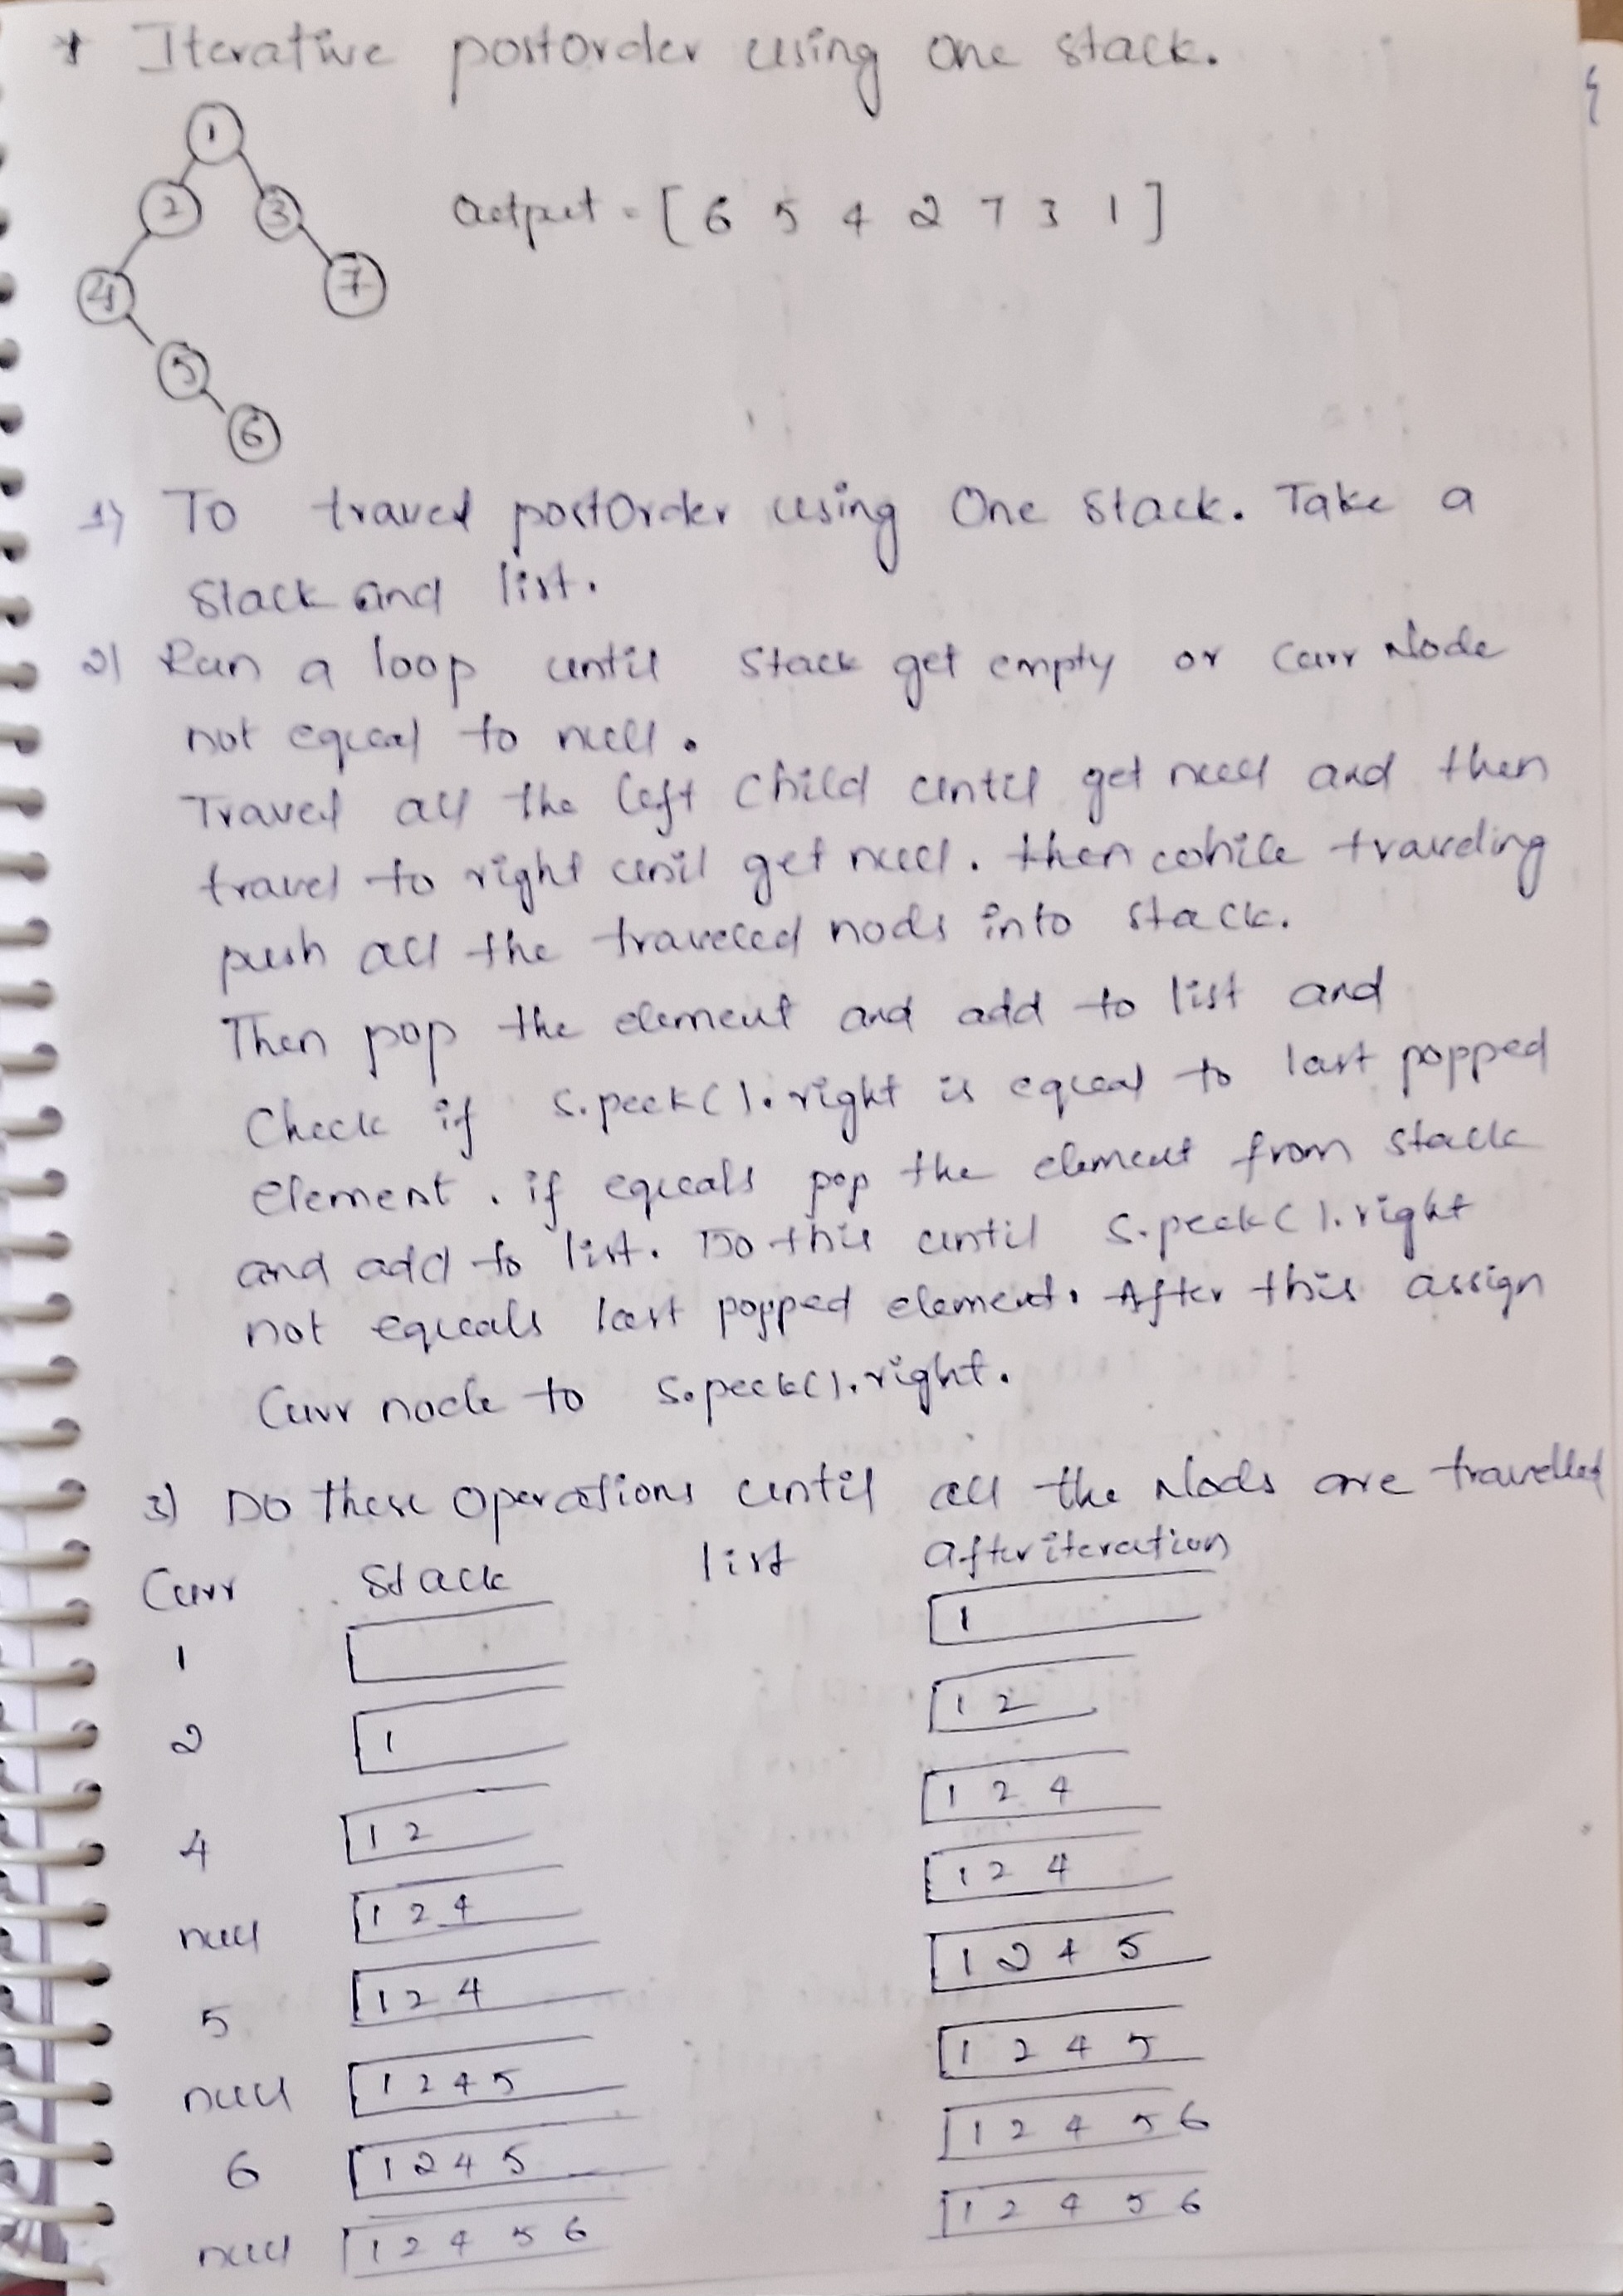 * Iterative postorder using one stack.
1
2 3
Output = [ 6 5 4 2 7 3 1 ]
4 7
5
6
1) To travel postOrder using One Stack. Take a
Stack and list.
2) Run a loop until Stack get empty or Curr Node
not equal to null.
Travel all the left child until get null and then
travel to right unil get null. then while traveling
push all the traveled nods into stack.
Then pop the element and add to list and
Check if s.peek().right is equal to last popped
Element. if equals pop the element from stack
and add to list. Do this until s.peek().right
not equals last popped element. After this assign
Curr node to s.peek().right.
3) Do these Operations until all the Nods are travelled
Curr Stack list after iteration
1 1
2 1 1 2
4 1 2 1 2 4
null 1 2 4 1 2 4
5 1 2 4 1 2 4 5
null 1 2 4 5 1 2 4 5
6 1 2 4 5 1 2 4 5 6
null 1 2 4 5 6 1 2 4 5 6